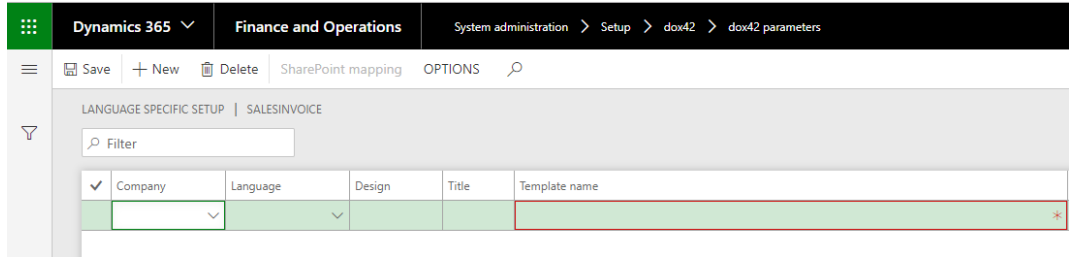 Dynamics 365 Finance and Operations System administration > Setup > dox42 > dox42 parameters
Save + New Delete SharePoint mapping OPTIONS
LANGUAGE SPECIFIC SETUP | SALESINVOICE
Filter
Company Language Design Title Template name
*